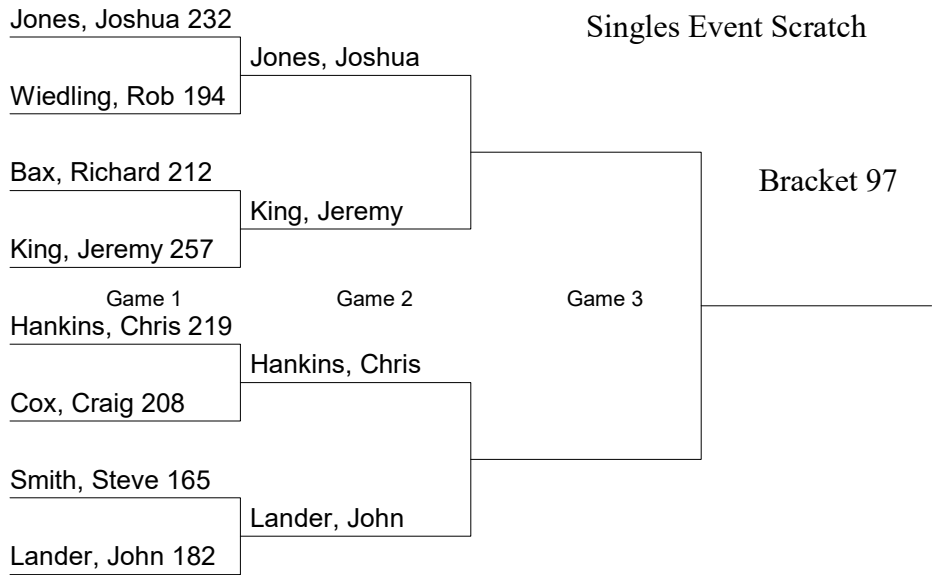 Jones, Joshua 232
Singles Event Scratch
Jones, Joshua
Wiedling, Rob 194
Bax, Richard 212
Bracket 97
King, Jeremy
King, Jeremy 257
Game 1
Game 2
Game 3
Hankins, Chris 219
Hankins, Chris
Cox, Craig 208
Smith, Steve 165
Lander, John
Lander, John 182